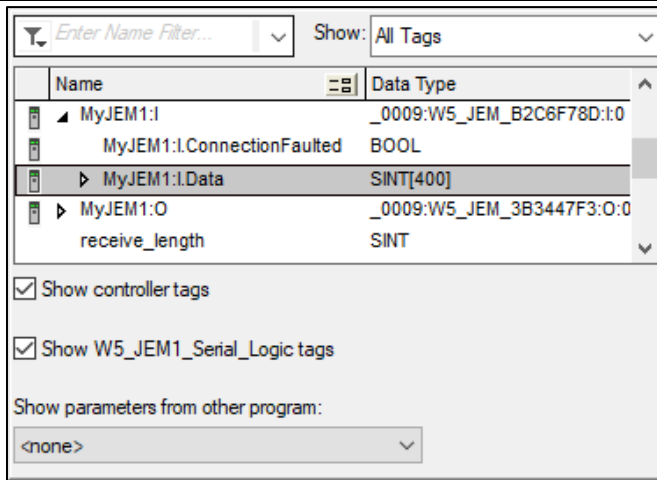 Enter Name Filter... Show: All Tags
Name Data Type
MyJEM1:I _0009:W5_JEM_B2C6F78D:I:0
MyJEM1:I.ConnectionFaulted BOOL
MyJEM1:I.Data SINT[400]
MyJEM1:O _0009:W5_JEM_3B3447F3:O:0
receive_length SINT
Show controller tags
Show W5_JEM1_Serial_Logic tags
Show parameters from other program:
<none>